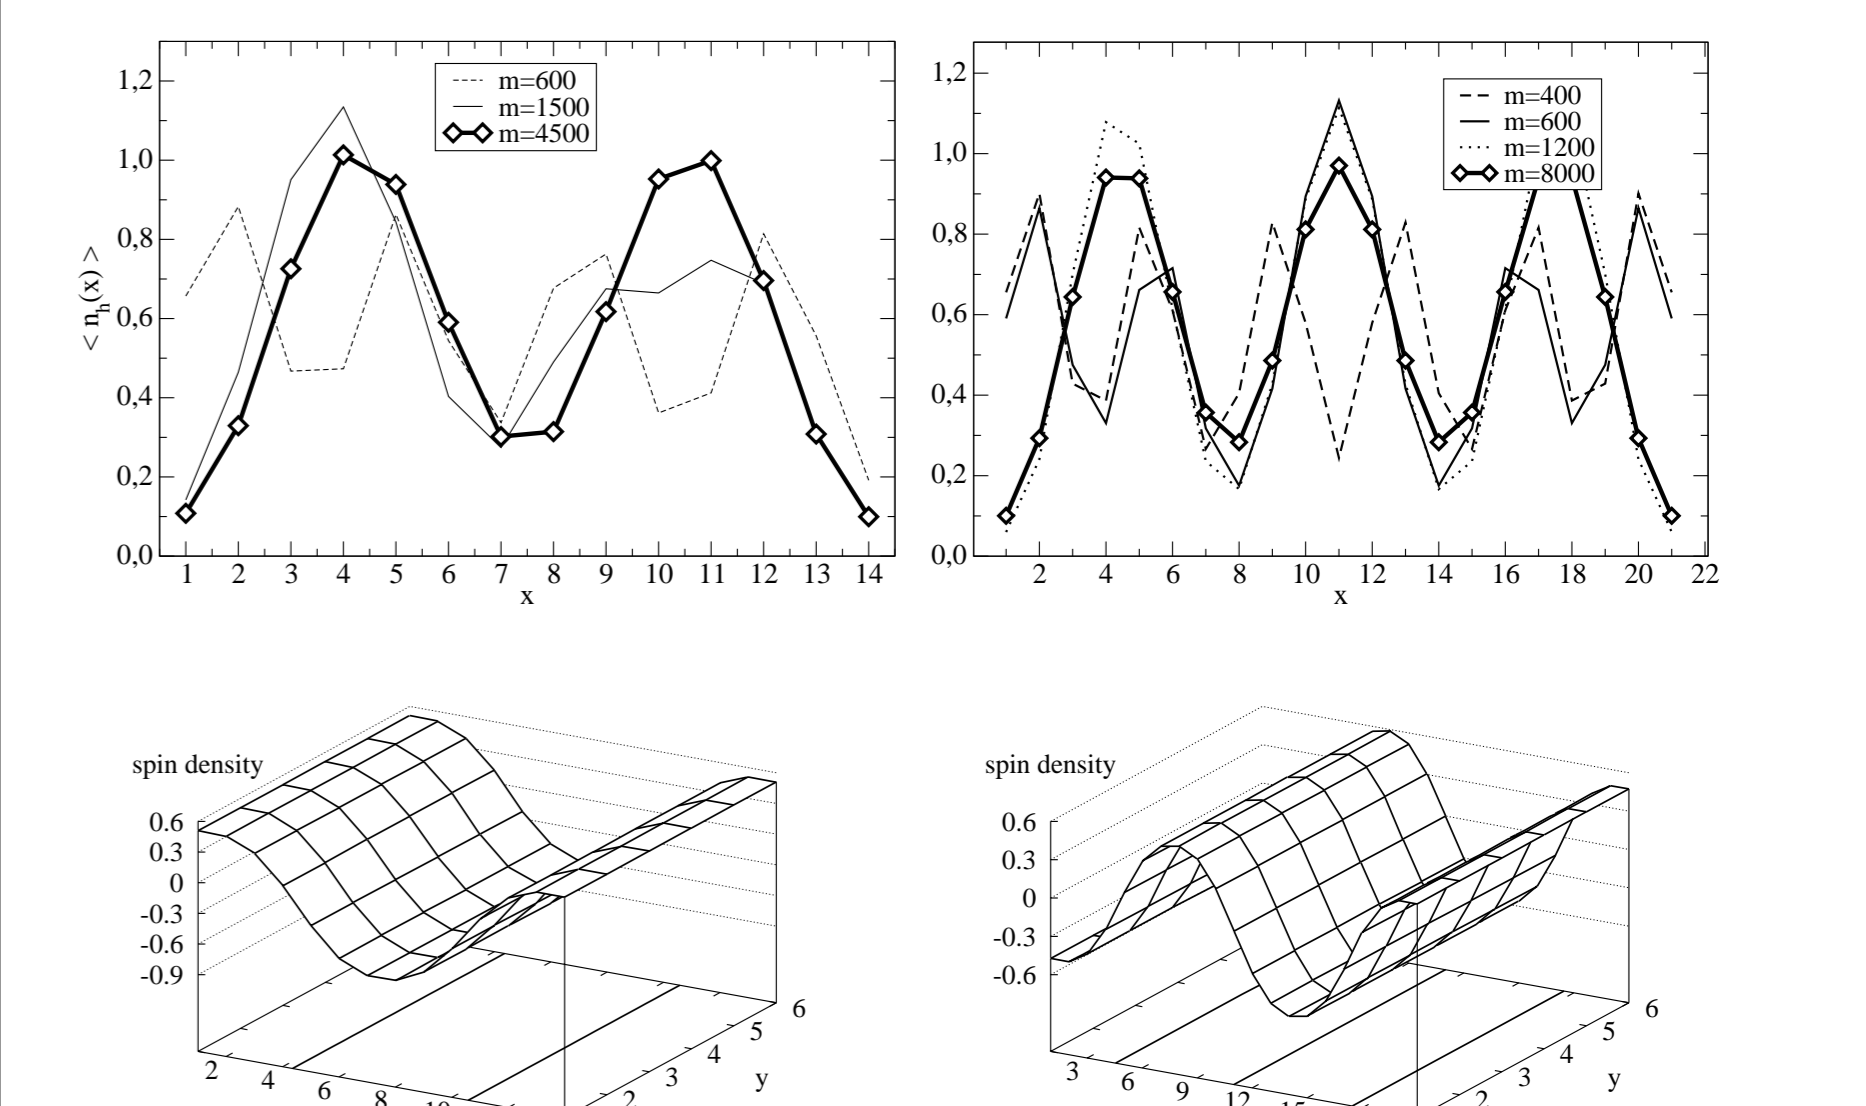 1,2
1,0
0,8
0,6
0,4
0,2
0,0
< n_h(x) >
m=600
m=1500
m=4500
1 2 3 4 5 6 7 8 9 10 11 12 13 14
x
1,2
1,0
0,8
0,6
0,4
0,2
0,0
m=400
m=600
m=1200
m=8000
2 4 6 8 10 12 14 16 18 20 22
x
spin density
0.6
0.3
0
-0.3
-0.6
-0.9
2 4 6 8 10
2 3 4 5 6
y
spin density
0.6
0.3
0
-0.3
-0.6
3 6 9 12 15
2 3 4 5 6
y